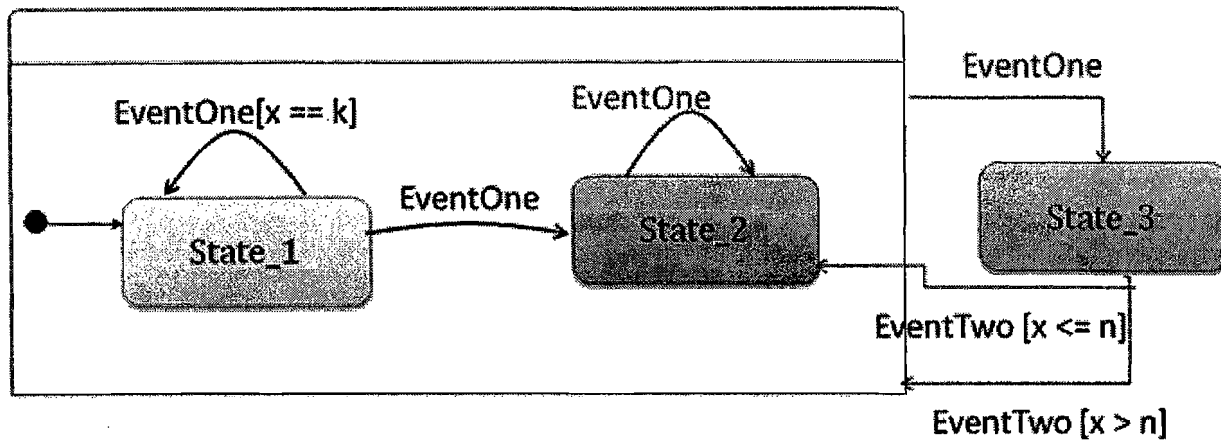 EventOne
EventOne[x == k]
EventOne
EventOne
State_1
State_2
State_3
EventTwo [x <= n]
EventTwo [x > n]